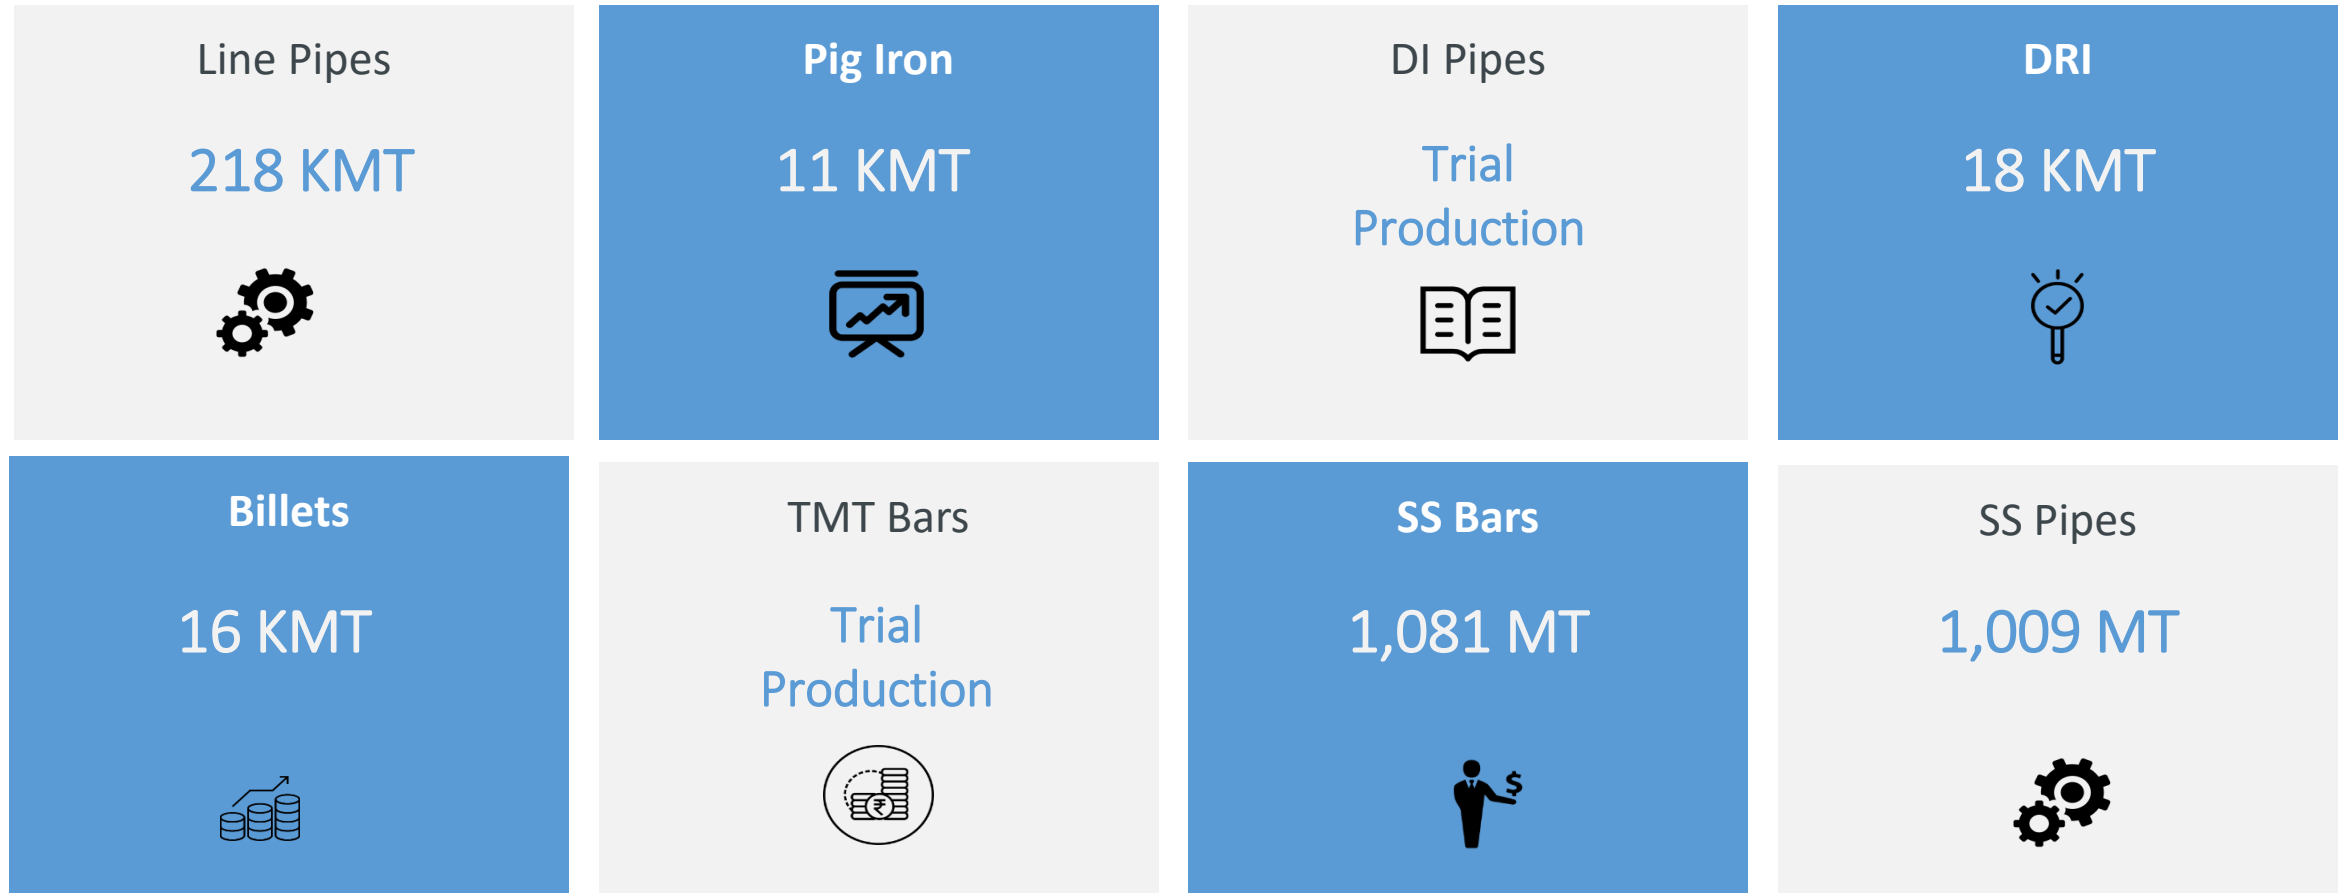 Line Pipes
218 KMT
Pig Iron
11 KMT
DI Pipes
Trial
Production
DRI
18 KMT
Billets
16 KMT
TMT Bars
Trial
Production
₹
SS Bars
1,081 MT
$
SS Pipes
1,009 MT